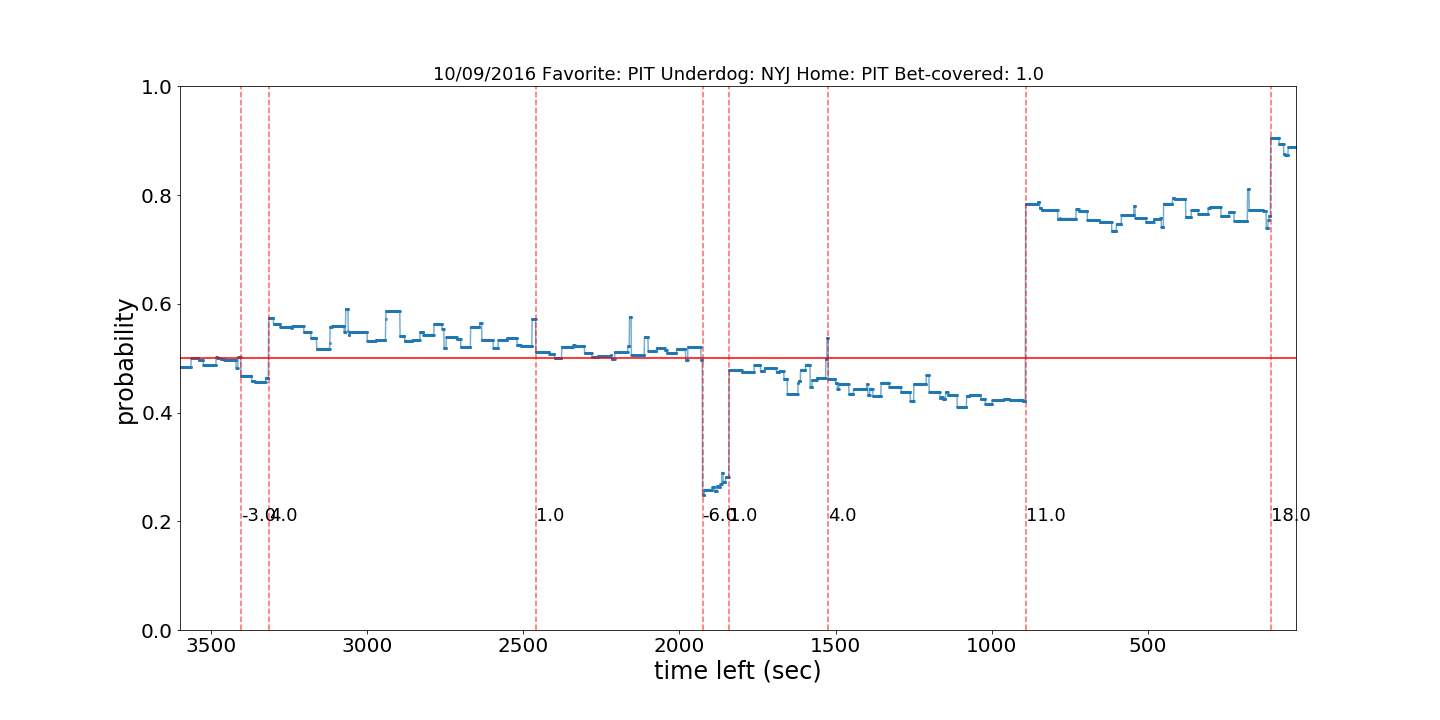 10/09/2016 Favorite: PIT Underdog: NYJ Home: PIT Bet-covered: 1.0
1.0
0.8
0.6
0.4
0.2
0.0
probability
-3.0 4.0 1.0 -6.0 1.0 4.0 11.0 18.0
3500 3000 2500 2000 1500 1000 500
time left (sec)